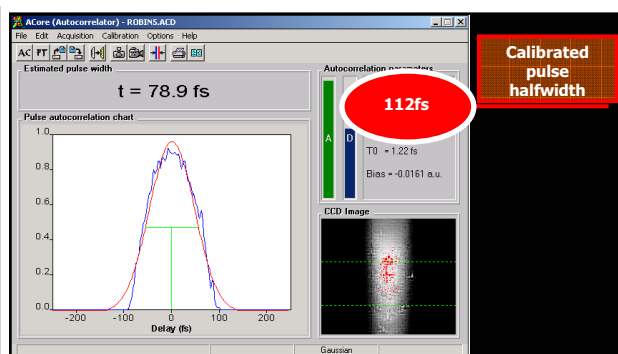 ACore (Autocorrelator) - ROBIN5.ACD
File Edit Acquisition Calibration Options Help
AC FT
Estimated pulse width
t = 78.9 fs
Autocorrelation parameters
112fs
A D
T0 = 1.22 fs
Bias = -0.0161 a.u.
Calibrated
pulse
halfwidth
Pulse autocorrelation chart
1.0
0.8
0.6
0.4
0.2
0.0
-200 -100 0 100 200
Delay (fs)
CCD Image
Gaussian